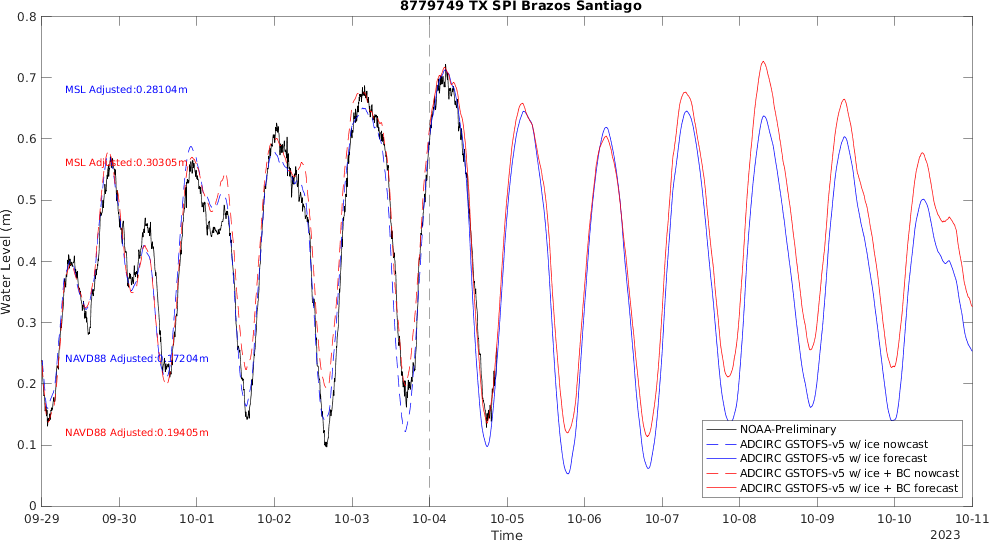 8779749 TX SPI Brazos Santiago
Water Level (m)
0.8
0.7
0.6
0.5
0.4
0.3
0.2
0.1
0
MSL Adjusted:0.28104m
MSL Adjusted:0.30305m
NAVD88 Adjusted:0.17204m
NAVD88 Adjusted:0.19405m
NOAA-Preliminary
ADCIRC GSTOFS-v5 w/ ice nowcast
ADCIRC GSTOFS-v5 w/ ice forecast
ADCIRC GSTOFS-v5 w/ ice + BC nowcast
ADCIRC GSTOFS-v5 w/ ice + BC forecast
09-29 09-30 10-01 10-02 10-03 10-04 10-05 10-06 10-07 10-08 10-09 10-10 10-11
Time
2023